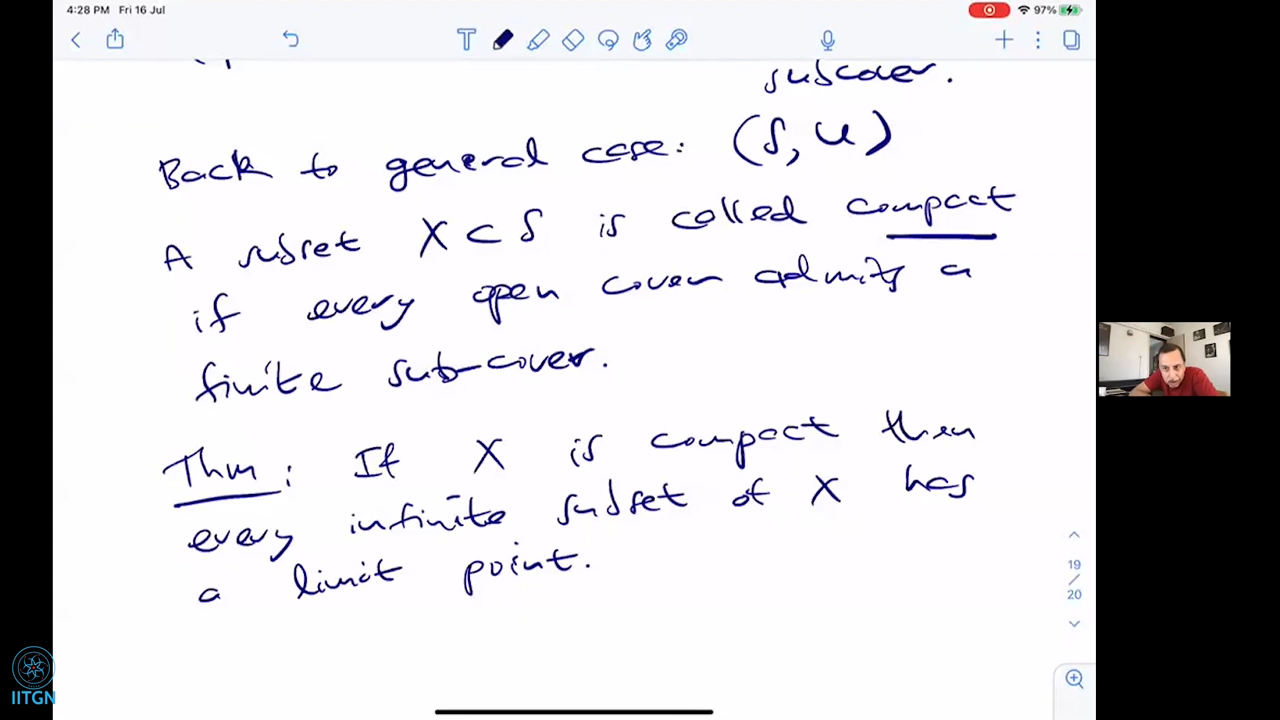 4:28 PM Fri 16 Jul
97%
subcover.
Back to general case: (S, U)
A subset X ⊂ S is called compact
if every open cover admits a
finite sub-cover.
Thm: If X is compact then
every infinite subset of X has
a limit point.
19
20
IITGN